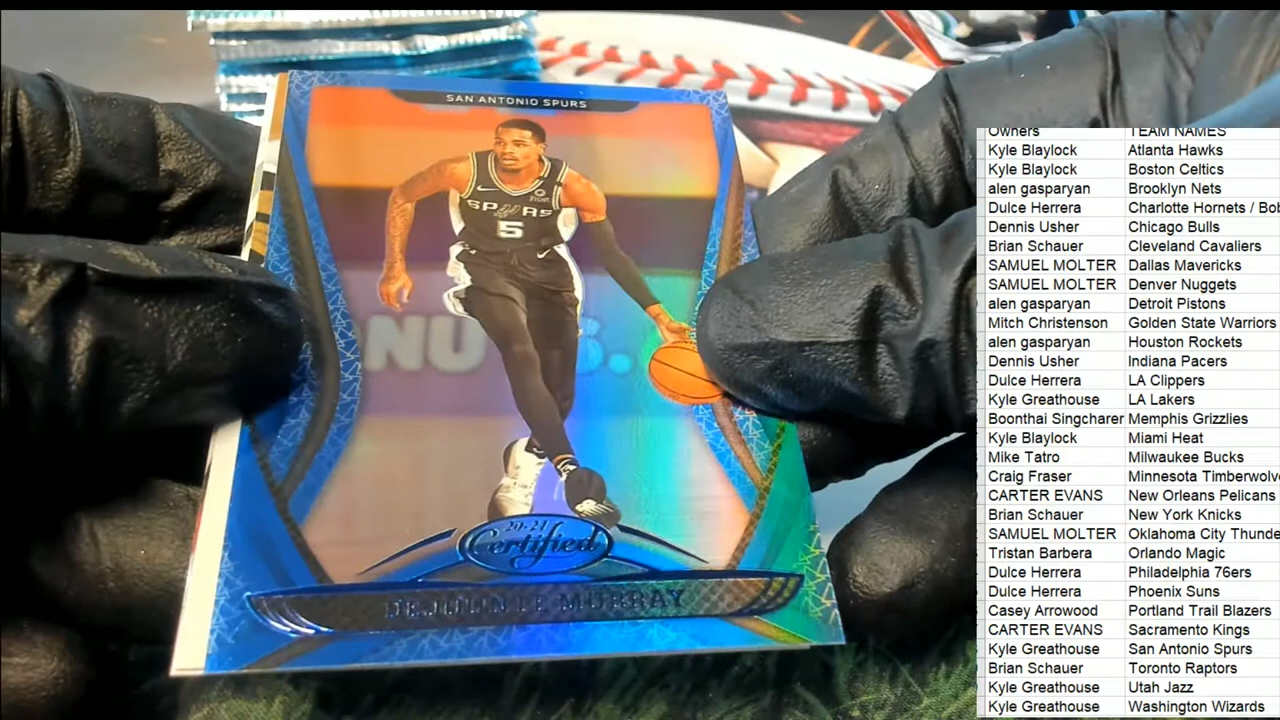 SAN ANTONIO SPURS
SPURS
5
20-21
Certified
DEJOUNTE MURRAY
Owners TEAM NAMES
Kyle Blaylock Atlanta Hawks
Kyle Blaylock Boston Celtics
alen gasparyan Brooklyn Nets
Dulce Herrera Charlotte Hornets / Bob
Dennis Usher Chicago Bulls
Brian Schauer Cleveland Cavaliers
SAMUEL MOLTER Dallas Mavericks
SAMUEL MOLTER Denver Nuggets
alen gasparyan Detroit Pistons
Mitch Christenson Golden State Warriors
alen gasparyan Houston Rockets
Dennis Usher Indiana Pacers
Dulce Herrera LA Clippers
Kyle Greathouse LA Lakers
Boonthai Singcharer Memphis Grizzlies
Kyle Blaylock Miami Heat
Mike Tatro Milwaukee Bucks
Craig Fraser Minnesota Timberwolve
CARTER EVANS New Orleans Pelicans
Brian Schauer New York Knicks
SAMUEL MOLTER Oklahoma City Thunde
Tristan Barbera Orlando Magic
Dulce Herrera Philadelphia 76ers
Dulce Herrera Phoenix Suns
Casey Arrowood Portland Trail Blazers
CARTER EVANS Sacramento Kings
Kyle Greathouse San Antonio Spurs
Brian Schauer Toronto Raptors
Kyle Greathouse Utah Jazz
Kyle Greathouse Washington Wizards